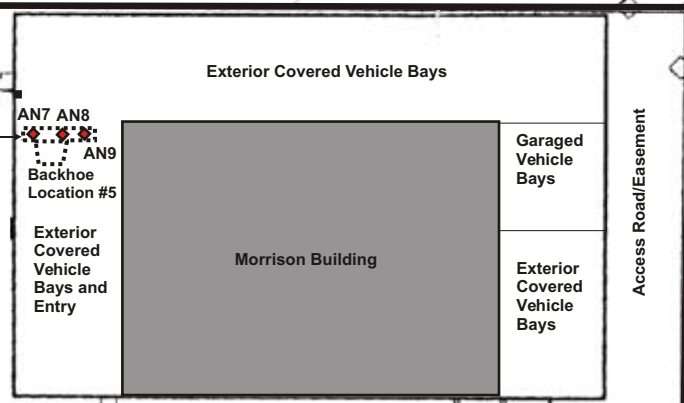 Exterior Covered Vehicle Bays
AN7 AN8
AN9
Backhoe
Location #5
Exterior
Covered
Vehicle
Bays and
Entry
Morrison Building
Garaged
Vehicle
Bays
Exterior
Covered
Vehicle
Bays
Access Road/Easement